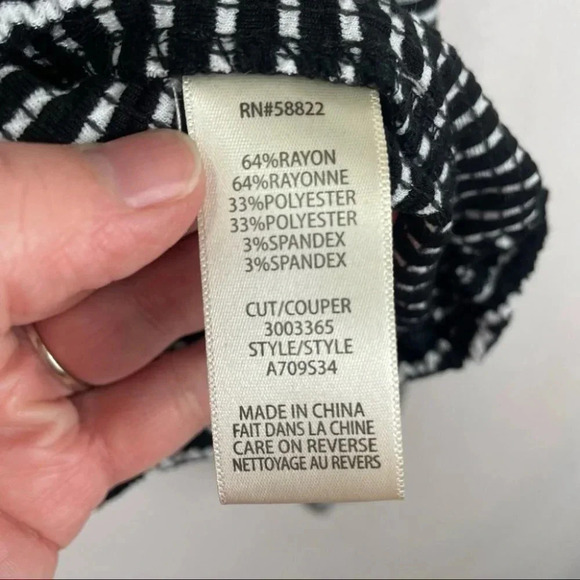 RN#58822
64%RAYON
64%RAYONNE
33%POLYESTER
33%POLYESTER
3%SPANDEX
3%SPANDEX
CUT/COUPER
3003365
STYLE/STYLE
A709S34
MADE IN CHINA
FAIT DANS LA CHINE
CARE ON REVERSE
NETTOYAGE AU REVERS